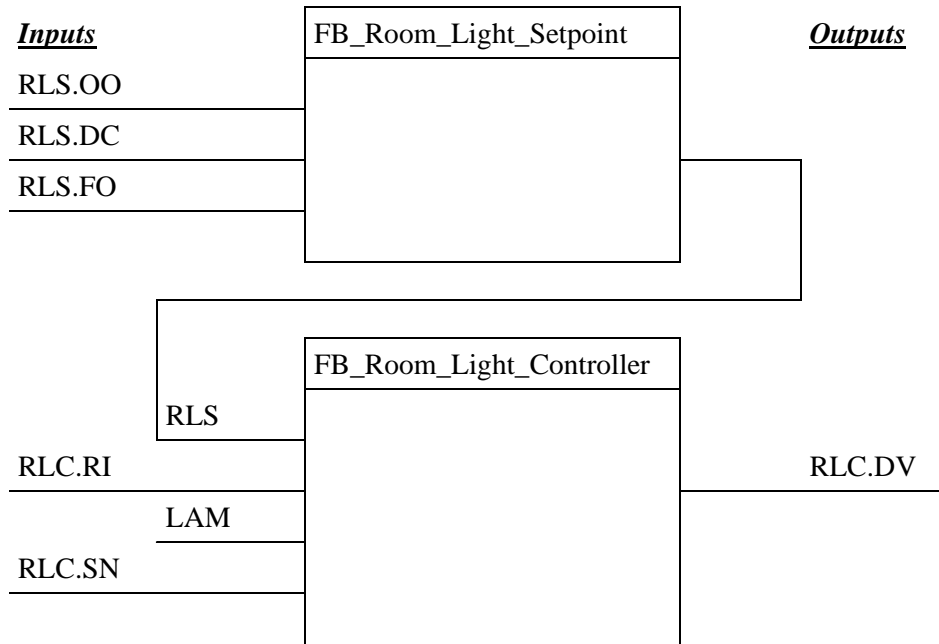 Inputs FB_Room_Light_Setpoint Outputs
RLS.OO
RLS.DC
RLS.FO
FB_Room_Light_Controller
RLS
RLC.RI RLC.DV
LAM
RLC.SN